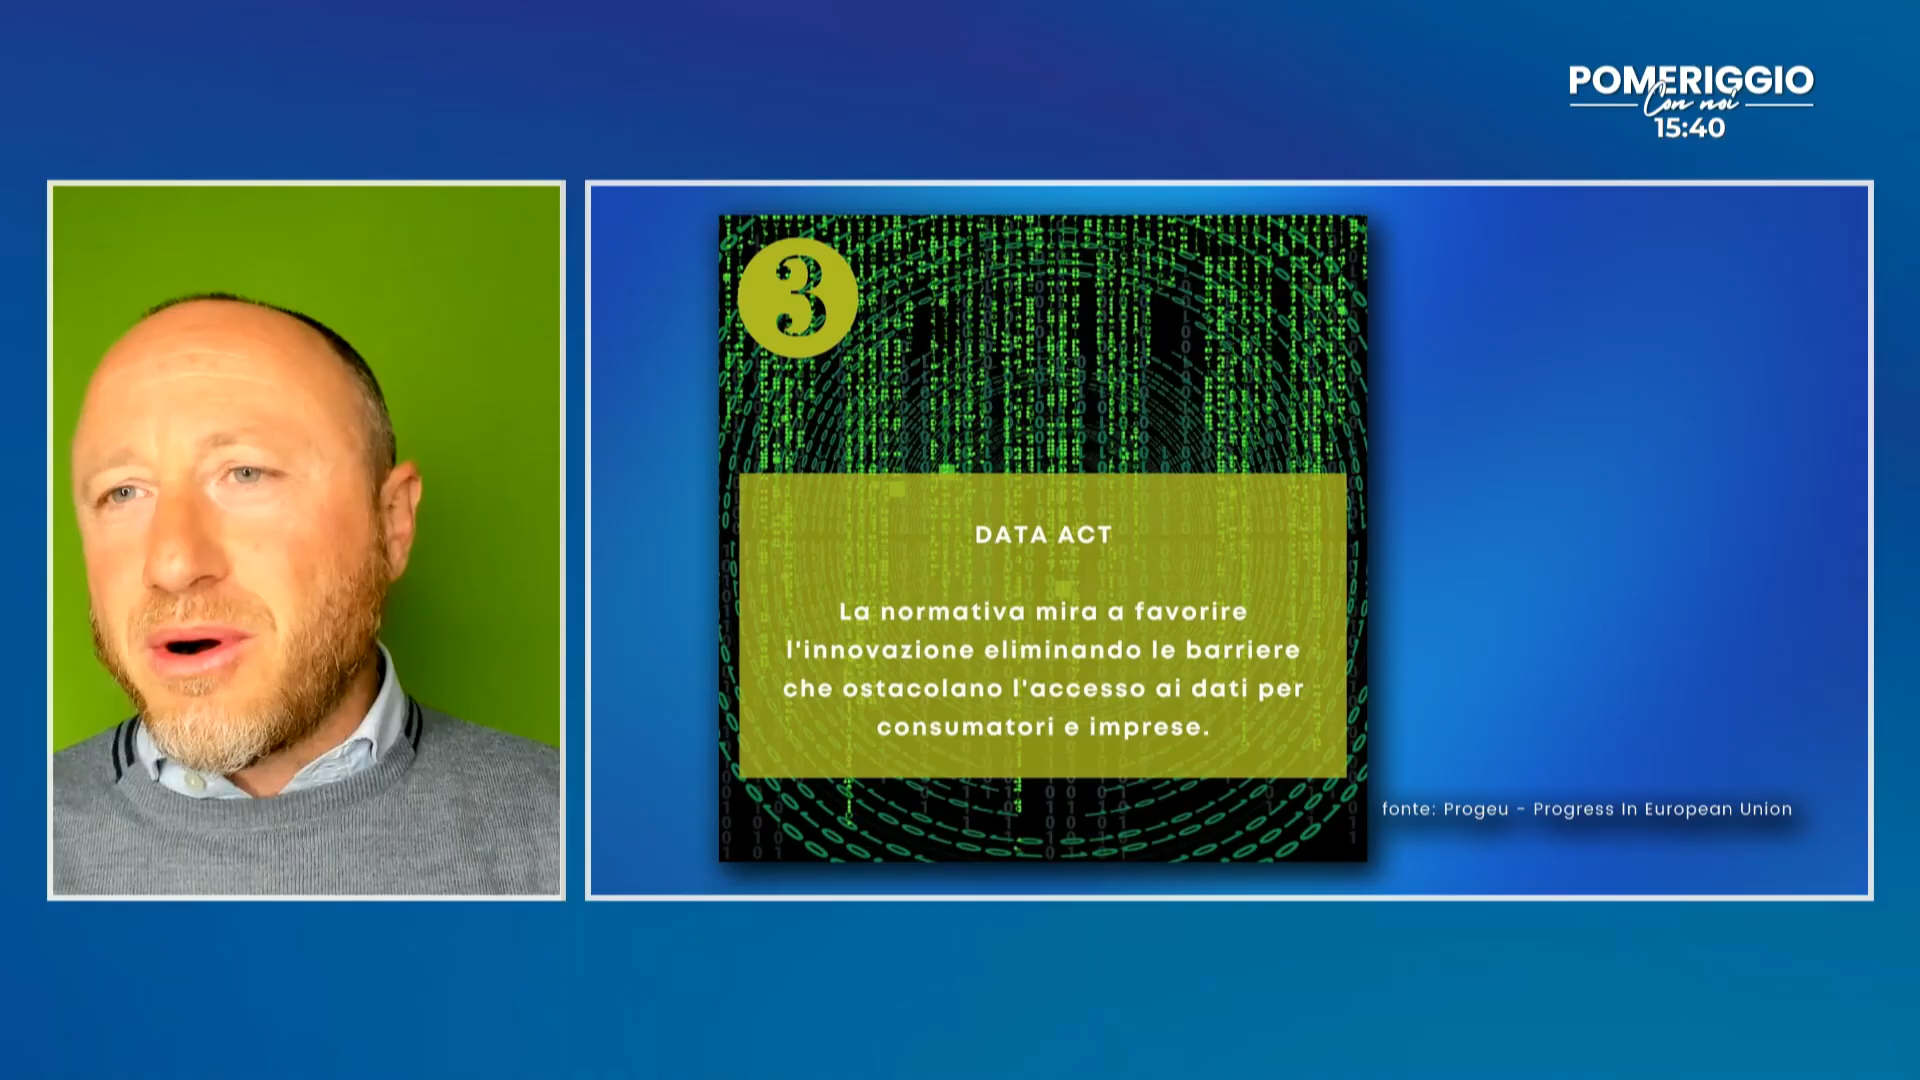 POMERIGGIO
Con noi
15:40
3
DATA ACT
La normativa mira a favorire
l'innovazione eliminando le barriere
che ostacolano l'accesso ai dati per
consumatori e imprese.
fonte: Progeu - Progress In European Union